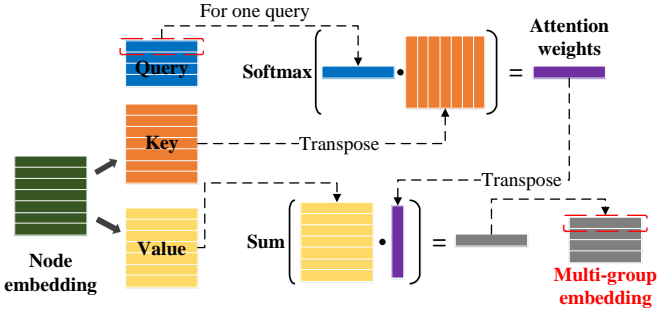 For one query
Query
Softmax
=
Attention
weights
Key
Transpose
Transpose
Value
Sum
=
Node
embedding
Multi-group
embedding